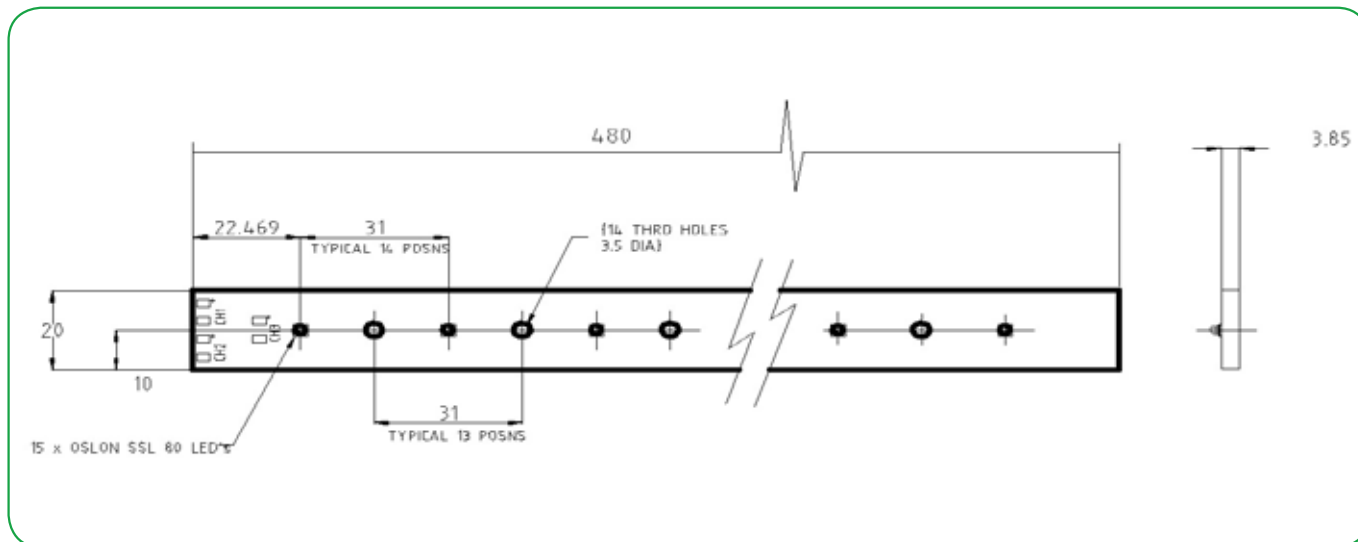 480
3.85
22.469
31
TYPICAL 14 POSNS
{14 THRD HOLES
3.5 DIA}
CH1
CH2
CH3
20
10
31
TYPICAL 13 POSNS
15 x OSLON SSL 80 LED's